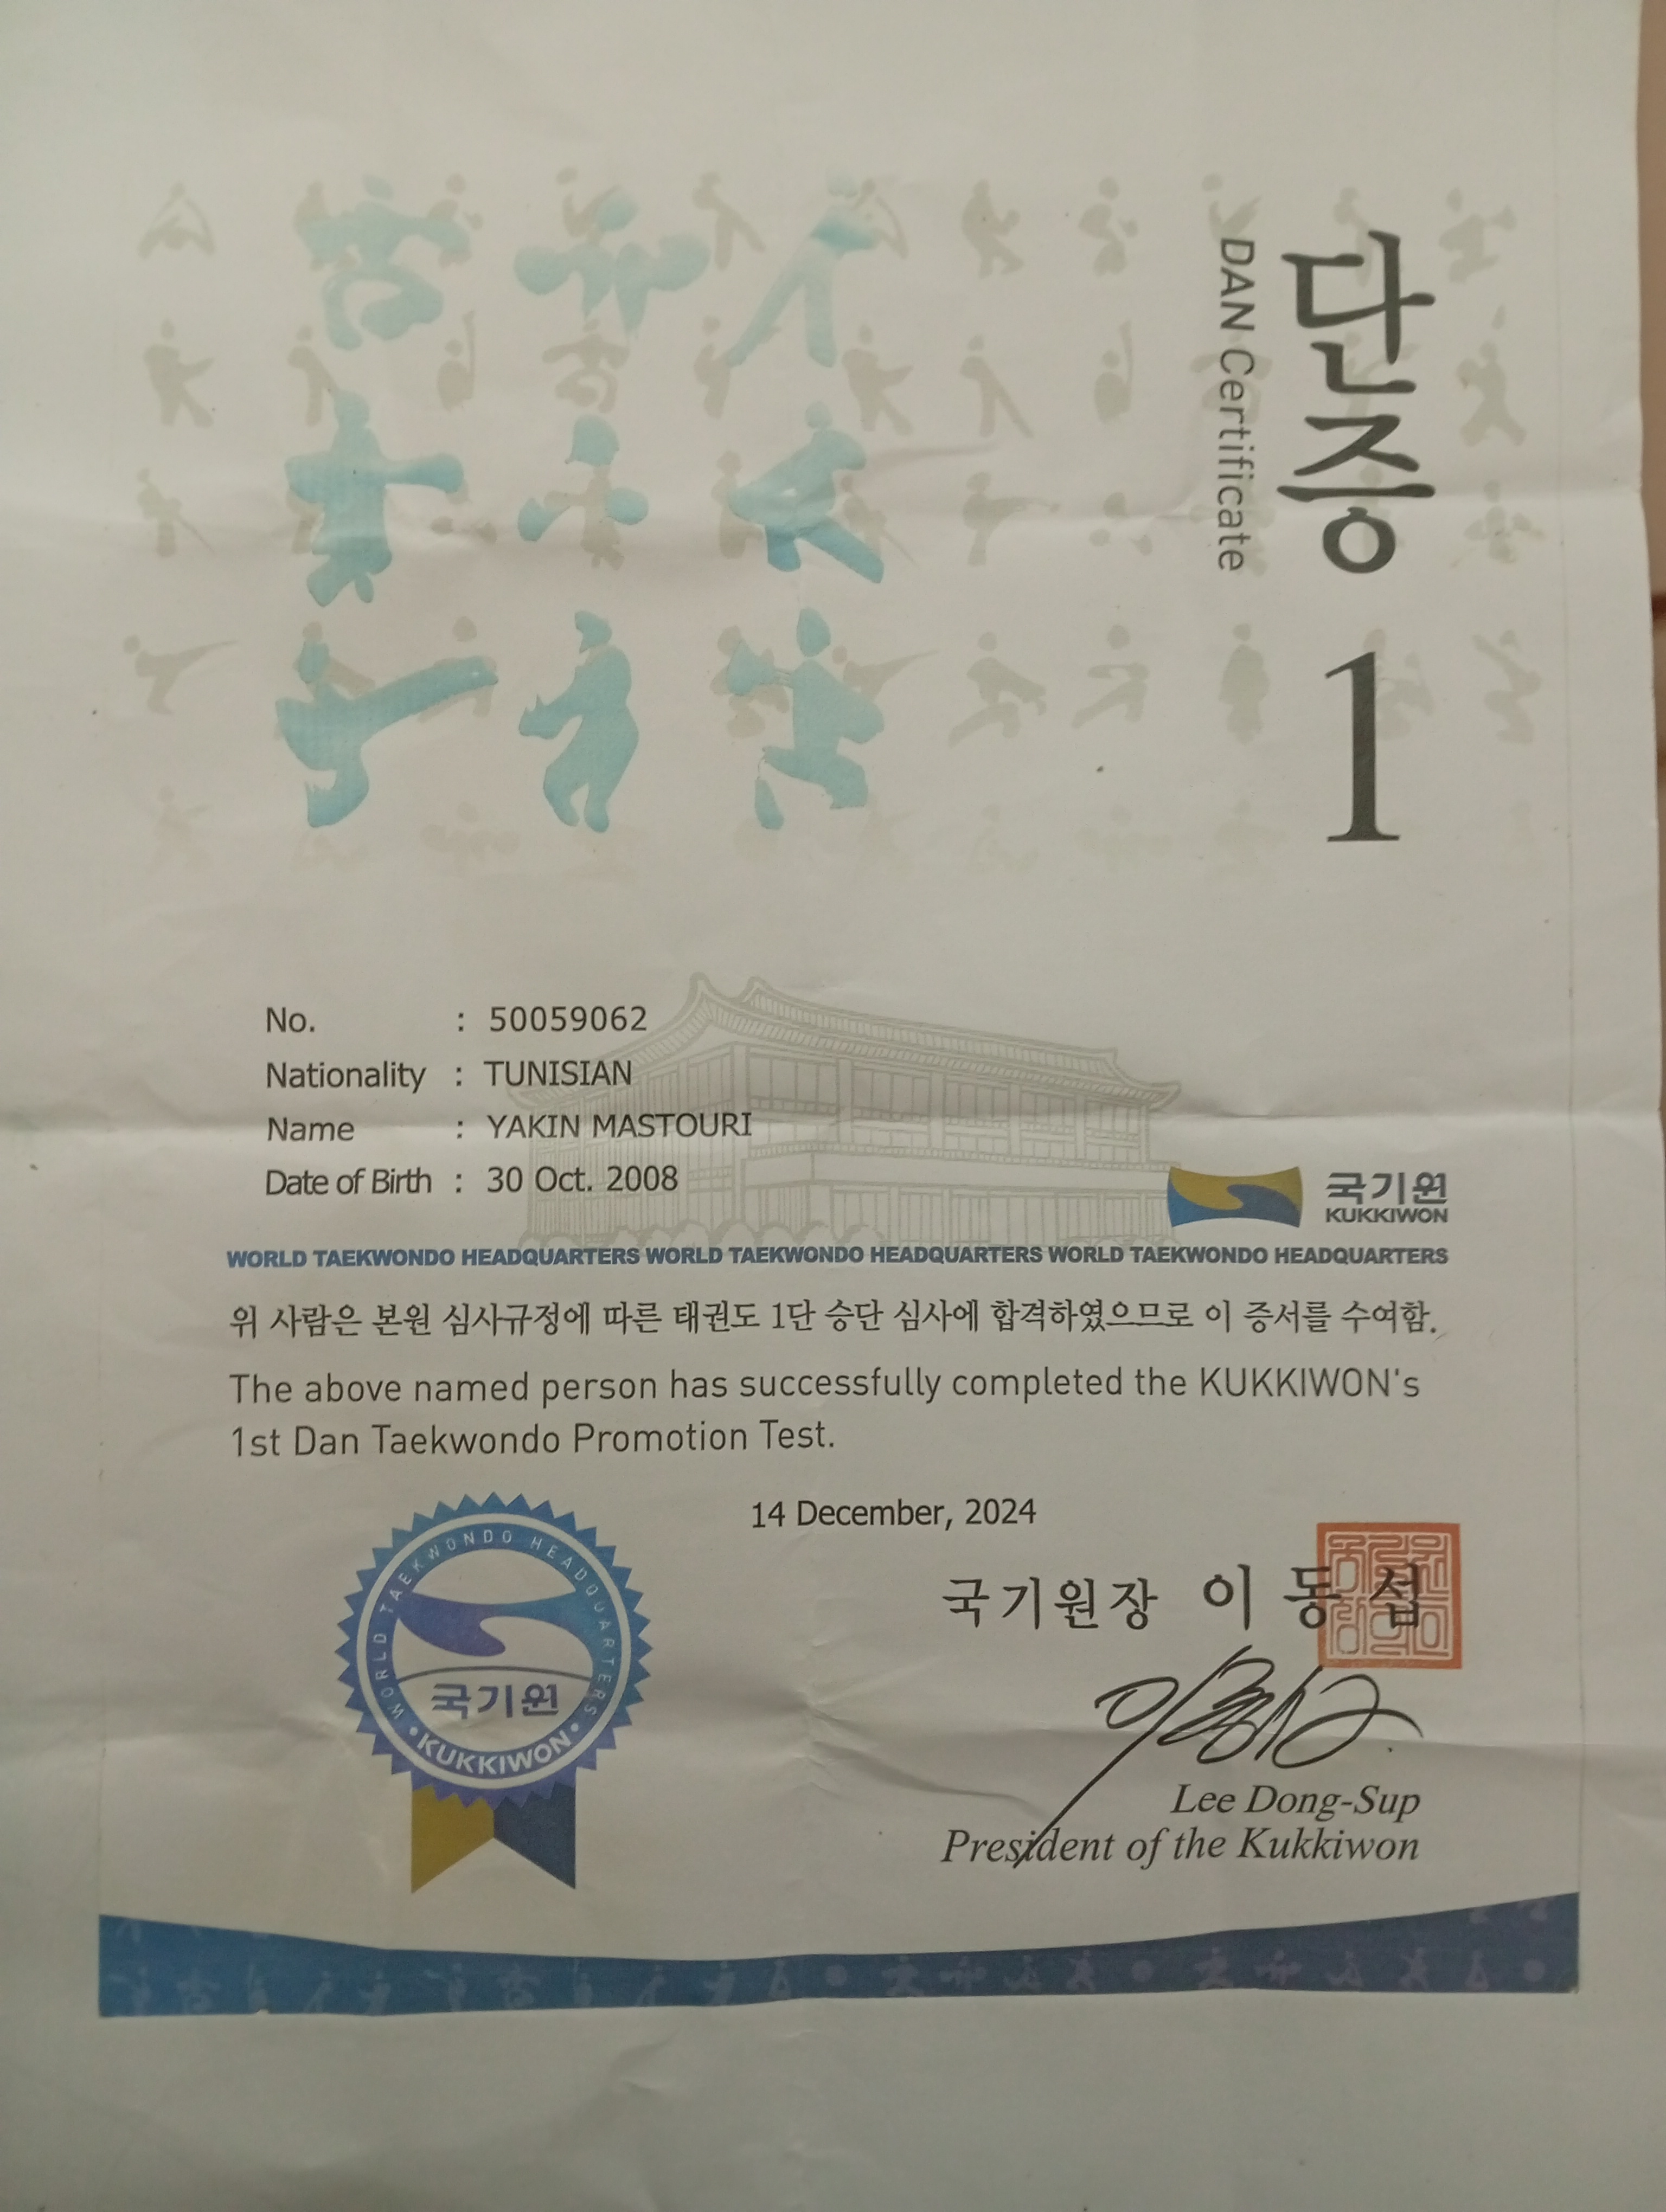 단증 1
DAN Certificate
No. : 50059062
Nationality : TUNISIAN
Name : YAKIN MASTOURI
Date of Birth : 30 Oct. 2008
국기원
KUKKIWON
WORLD TAEKWONDO HEADQUARTERS WORLD TAEKWONDO HEADQUARTERS WORLD TAEKWONDO HEADQUARTERS
위 사람은 본원 심사규정에 따른 태권도 1단 승단 심사에 합격하였으므로 이 증서를 수여함.
The above named person has successfully completed the KUKKIWON's
1st Dan Taekwondo Promotion Test.
14 December, 2024
국기원장 이 동 섭
WORLD TAEKWONDO HEADQUARTERS
국기원
• KUKKIWON •
Lee Dong-Sup
President of the Kukkiwon